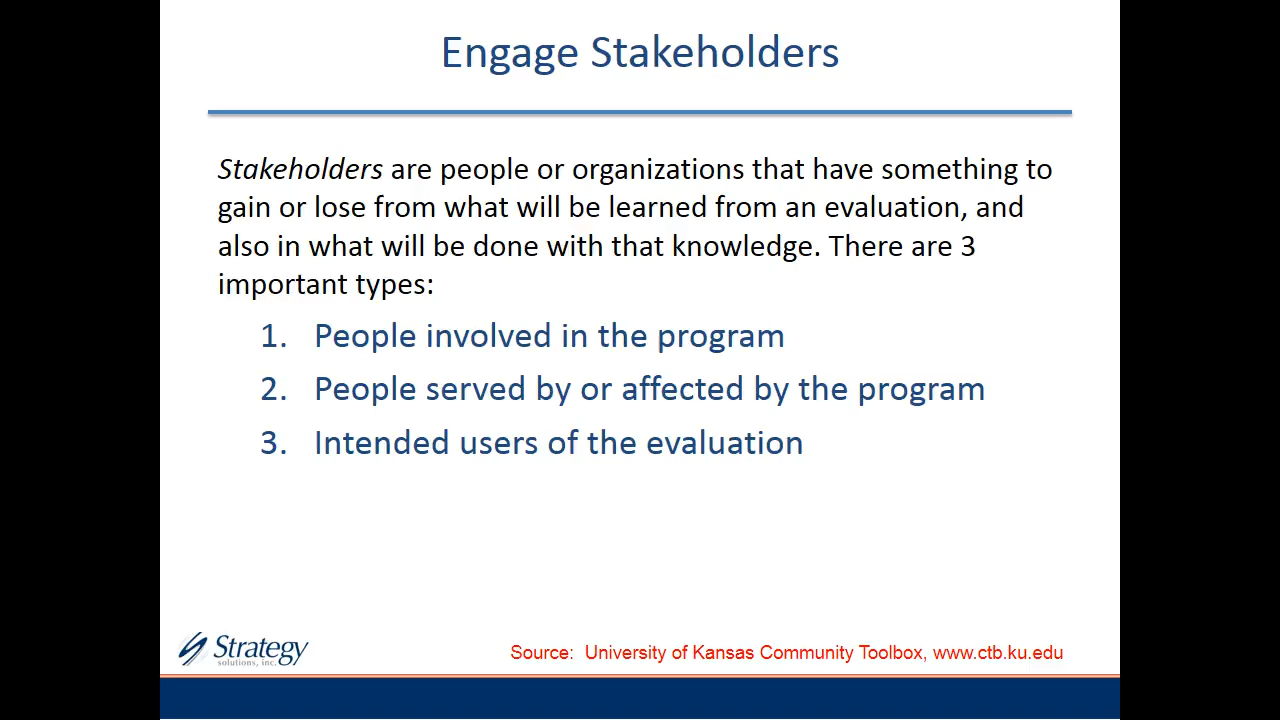 Engage Stakeholders
Stakeholders are people or organizations that have something to
gain or lose from what will be learned from an evaluation, and
also in what will be done with that knowledge. There are 3
important types:
1. People involved in the program
2. People served by or affected by the program
3. Intended users of the evaluation
Strategy
solutions, inc.
Source: University of Kansas Community Toolbox, www.ctb.ku.edu